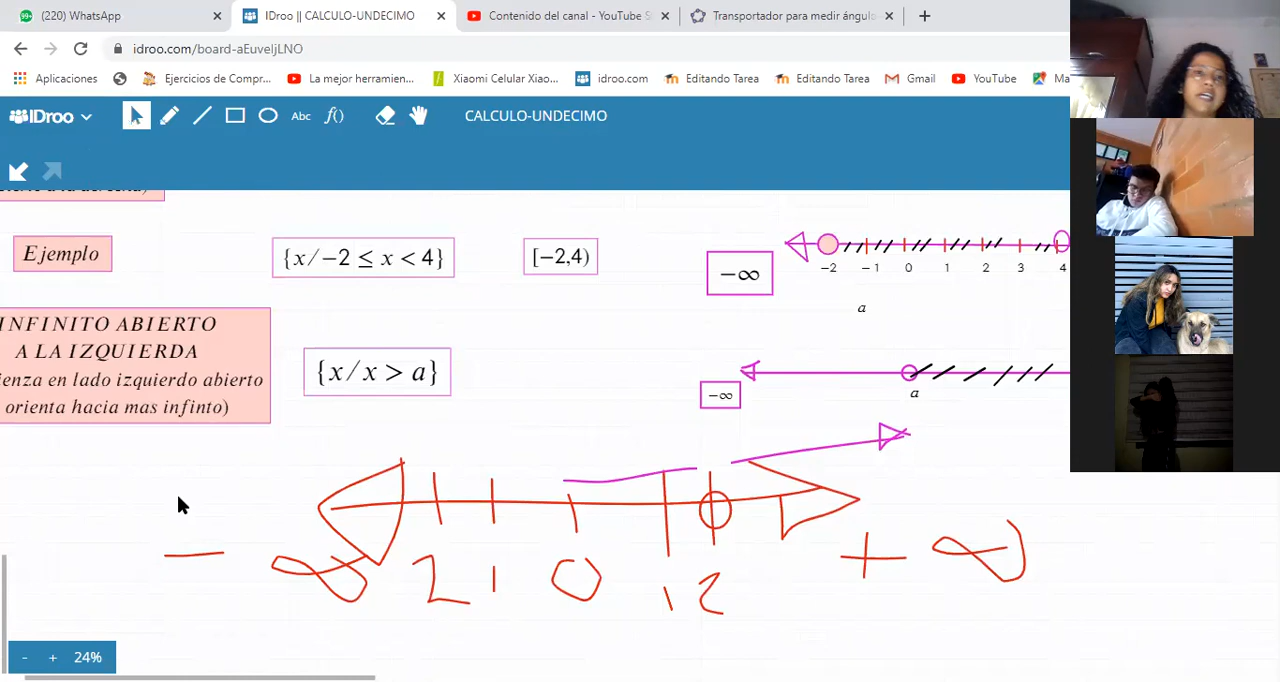 (220) WhatsApp
IDroo || CALCULO-UNDECIMO
Contenido del canal - YouTube S
Transportador para medir ángulo
idroo.com/board-aEuveljLNO
Aplicaciones
Ejercicios de Compr...
La mejor herramien...
Xiaomi Celular Xiao...
idroo.com
Editando Tarea
Editando Tarea
Gmail
YouTube
Ma
IDroo
Abc
f()
CALCULO-UNDECIMO
Ejemplo
{x/−2 ≤ x < 4}
[−2,4)
−∞
−2 −1 0 1 2 3 4
a
INFINITO ABIERTO
A LA IZQUIERDA
ienza en lado izquierdo abierto
orienta hacia mas infinto)
{x/x > a}
−∞
a
− ∞ 2 1 0 1 2 + ∞
- + 24%